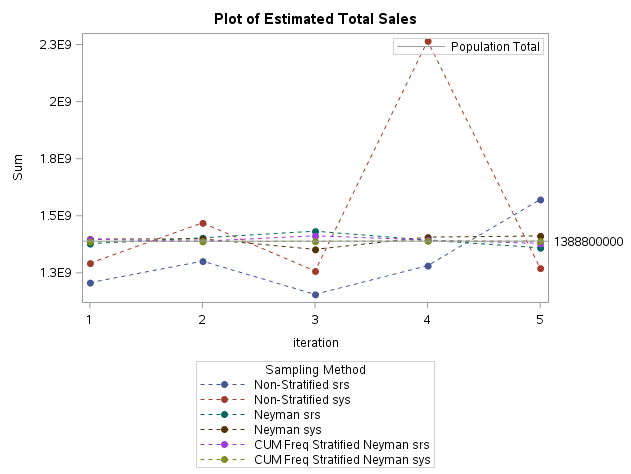 Plot of Estimated Total Sales
Population Total
2.3E9
2E9
1.8E9
1.5E9
1.3E9
Sum
1388800000
1 2 3 4 5
iteration
Sampling Method
Non-Stratified srs
Non-Stratified sys
Neyman srs
Neyman sys
CUM Freq Stratified Neyman srs
CUM Freq Stratified Neyman sys